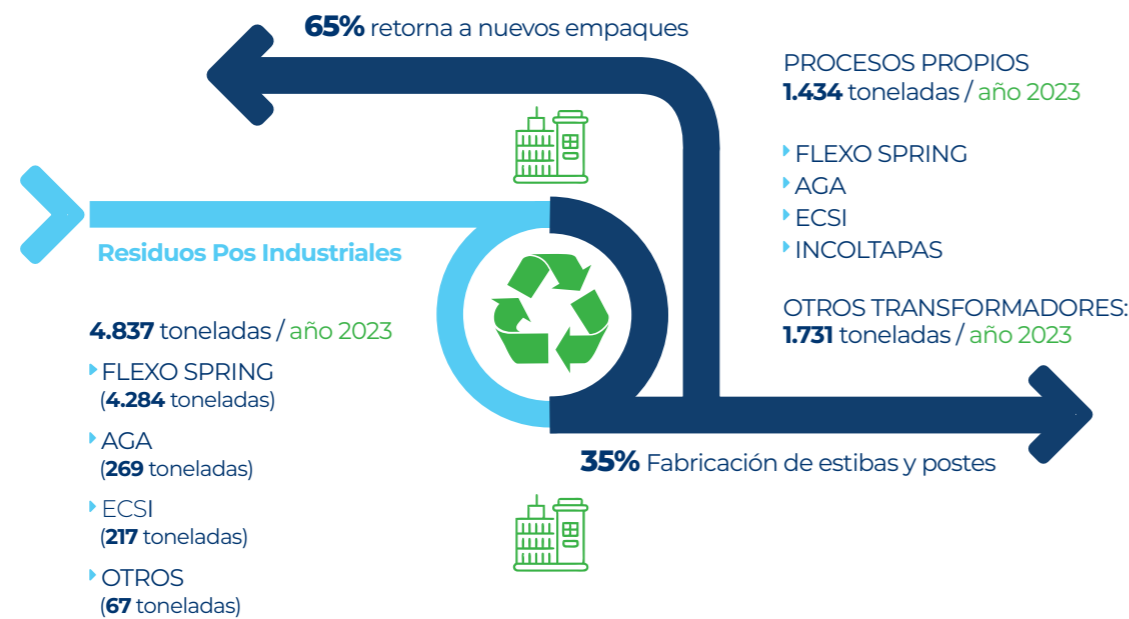 65% retorna a nuevos empaques
Residuos Pos Industriales
4.837 toneladas / año 2023
FLEXO SPRING
(4.284 toneladas)
AGA
(269 toneladas)
ECSI
(217 toneladas)
OTROS
(67 toneladas)
PROCESOS PROPIOS
1.434 toneladas / año 2023
FLEXO SPRING
AGA
ECSI
INCOLTAPAS
OTROS TRANSFORMADORES:
1.731 toneladas / año 2023
35% Fabricación de estibas y postes